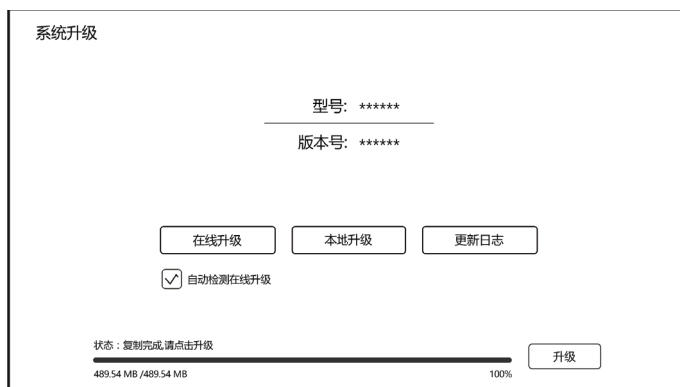 系统升级
型号: ******
版本号: ******
在线升级 本地升级 更新日志
自动检测在线升级
状态：复制完成,请点击升级
升级
489.54 MB /489.54 MB 100%